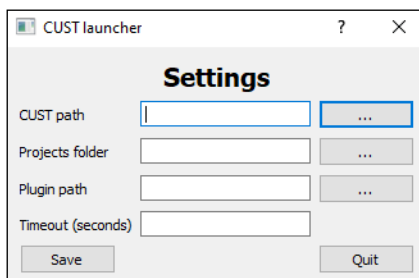 CUST launcher ?
Settings
CUST path ...
Projects folder ...
Plugin path ...
Timeout (seconds)
Save Quit